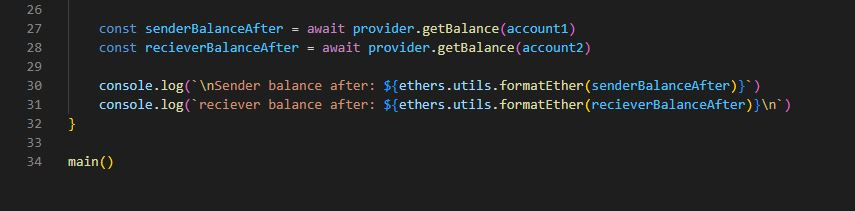 26
27 const senderBalanceAfter = await provider.getBalance(account1)
28 const recieverBalanceAfter = await provider.getBalance(account2)
29
30 console.log(`\nSender balance after: ${ethers.utils.formatEther(senderBalanceAfter)}`)
31 console.log(`reciever balance after: ${ethers.utils.formatEther(recieverBalanceAfter)}\n`)
32 }
33
34 main()